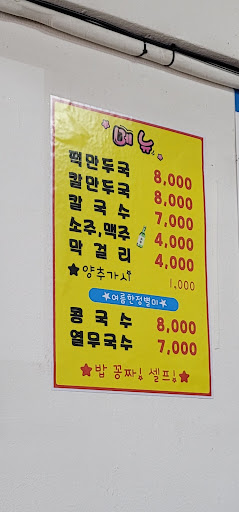 메뉴
떡만두국 8,000
칼만두국 8,000
칼국수 7,000
소주,맥주 4,000
막걸리 4,000
★양추가시 1,000
★여름한정별미★
콩국수 8,000
열무국수 7,000
★밥 꽁짜! 셀프!★